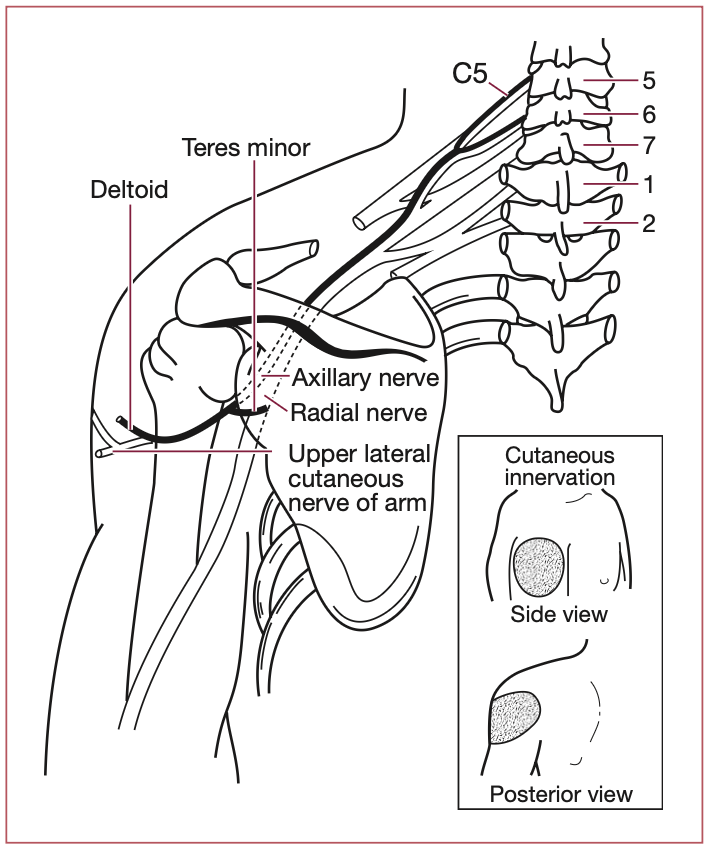 C5
5
6
7
1
2
Teres minor
Deltoid
Axillary nerve
Radial nerve
Upper lateral
cutaneous
nerve of arm
Cutaneous
innervation
Side view
Posterior view